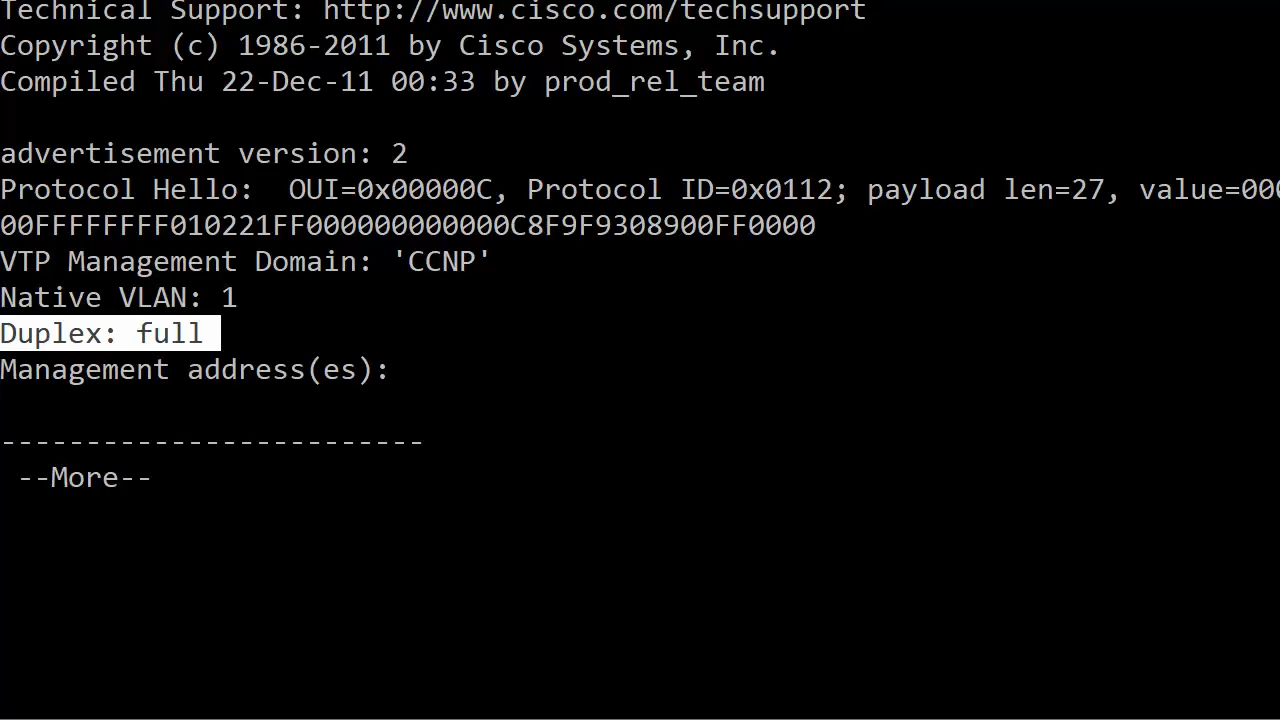 Technical Support: http://www.cisco.com/techsupport
Copyright (c) 1986-2011 by Cisco Systems, Inc.
Compiled Thu 22-Dec-11 00:33 by prod_rel_team
advertisement version: 2
Protocol Hello:  OUI=0x00000C, Protocol ID=0x0112; payload len=27, value=000
00FFFFFFFF010221FF000000000000C8F9F9308900FF0000
VTP Management Domain: 'CCNP'
Native VLAN: 1
Duplex: full
Management address(es):
-------------------------
 --More--